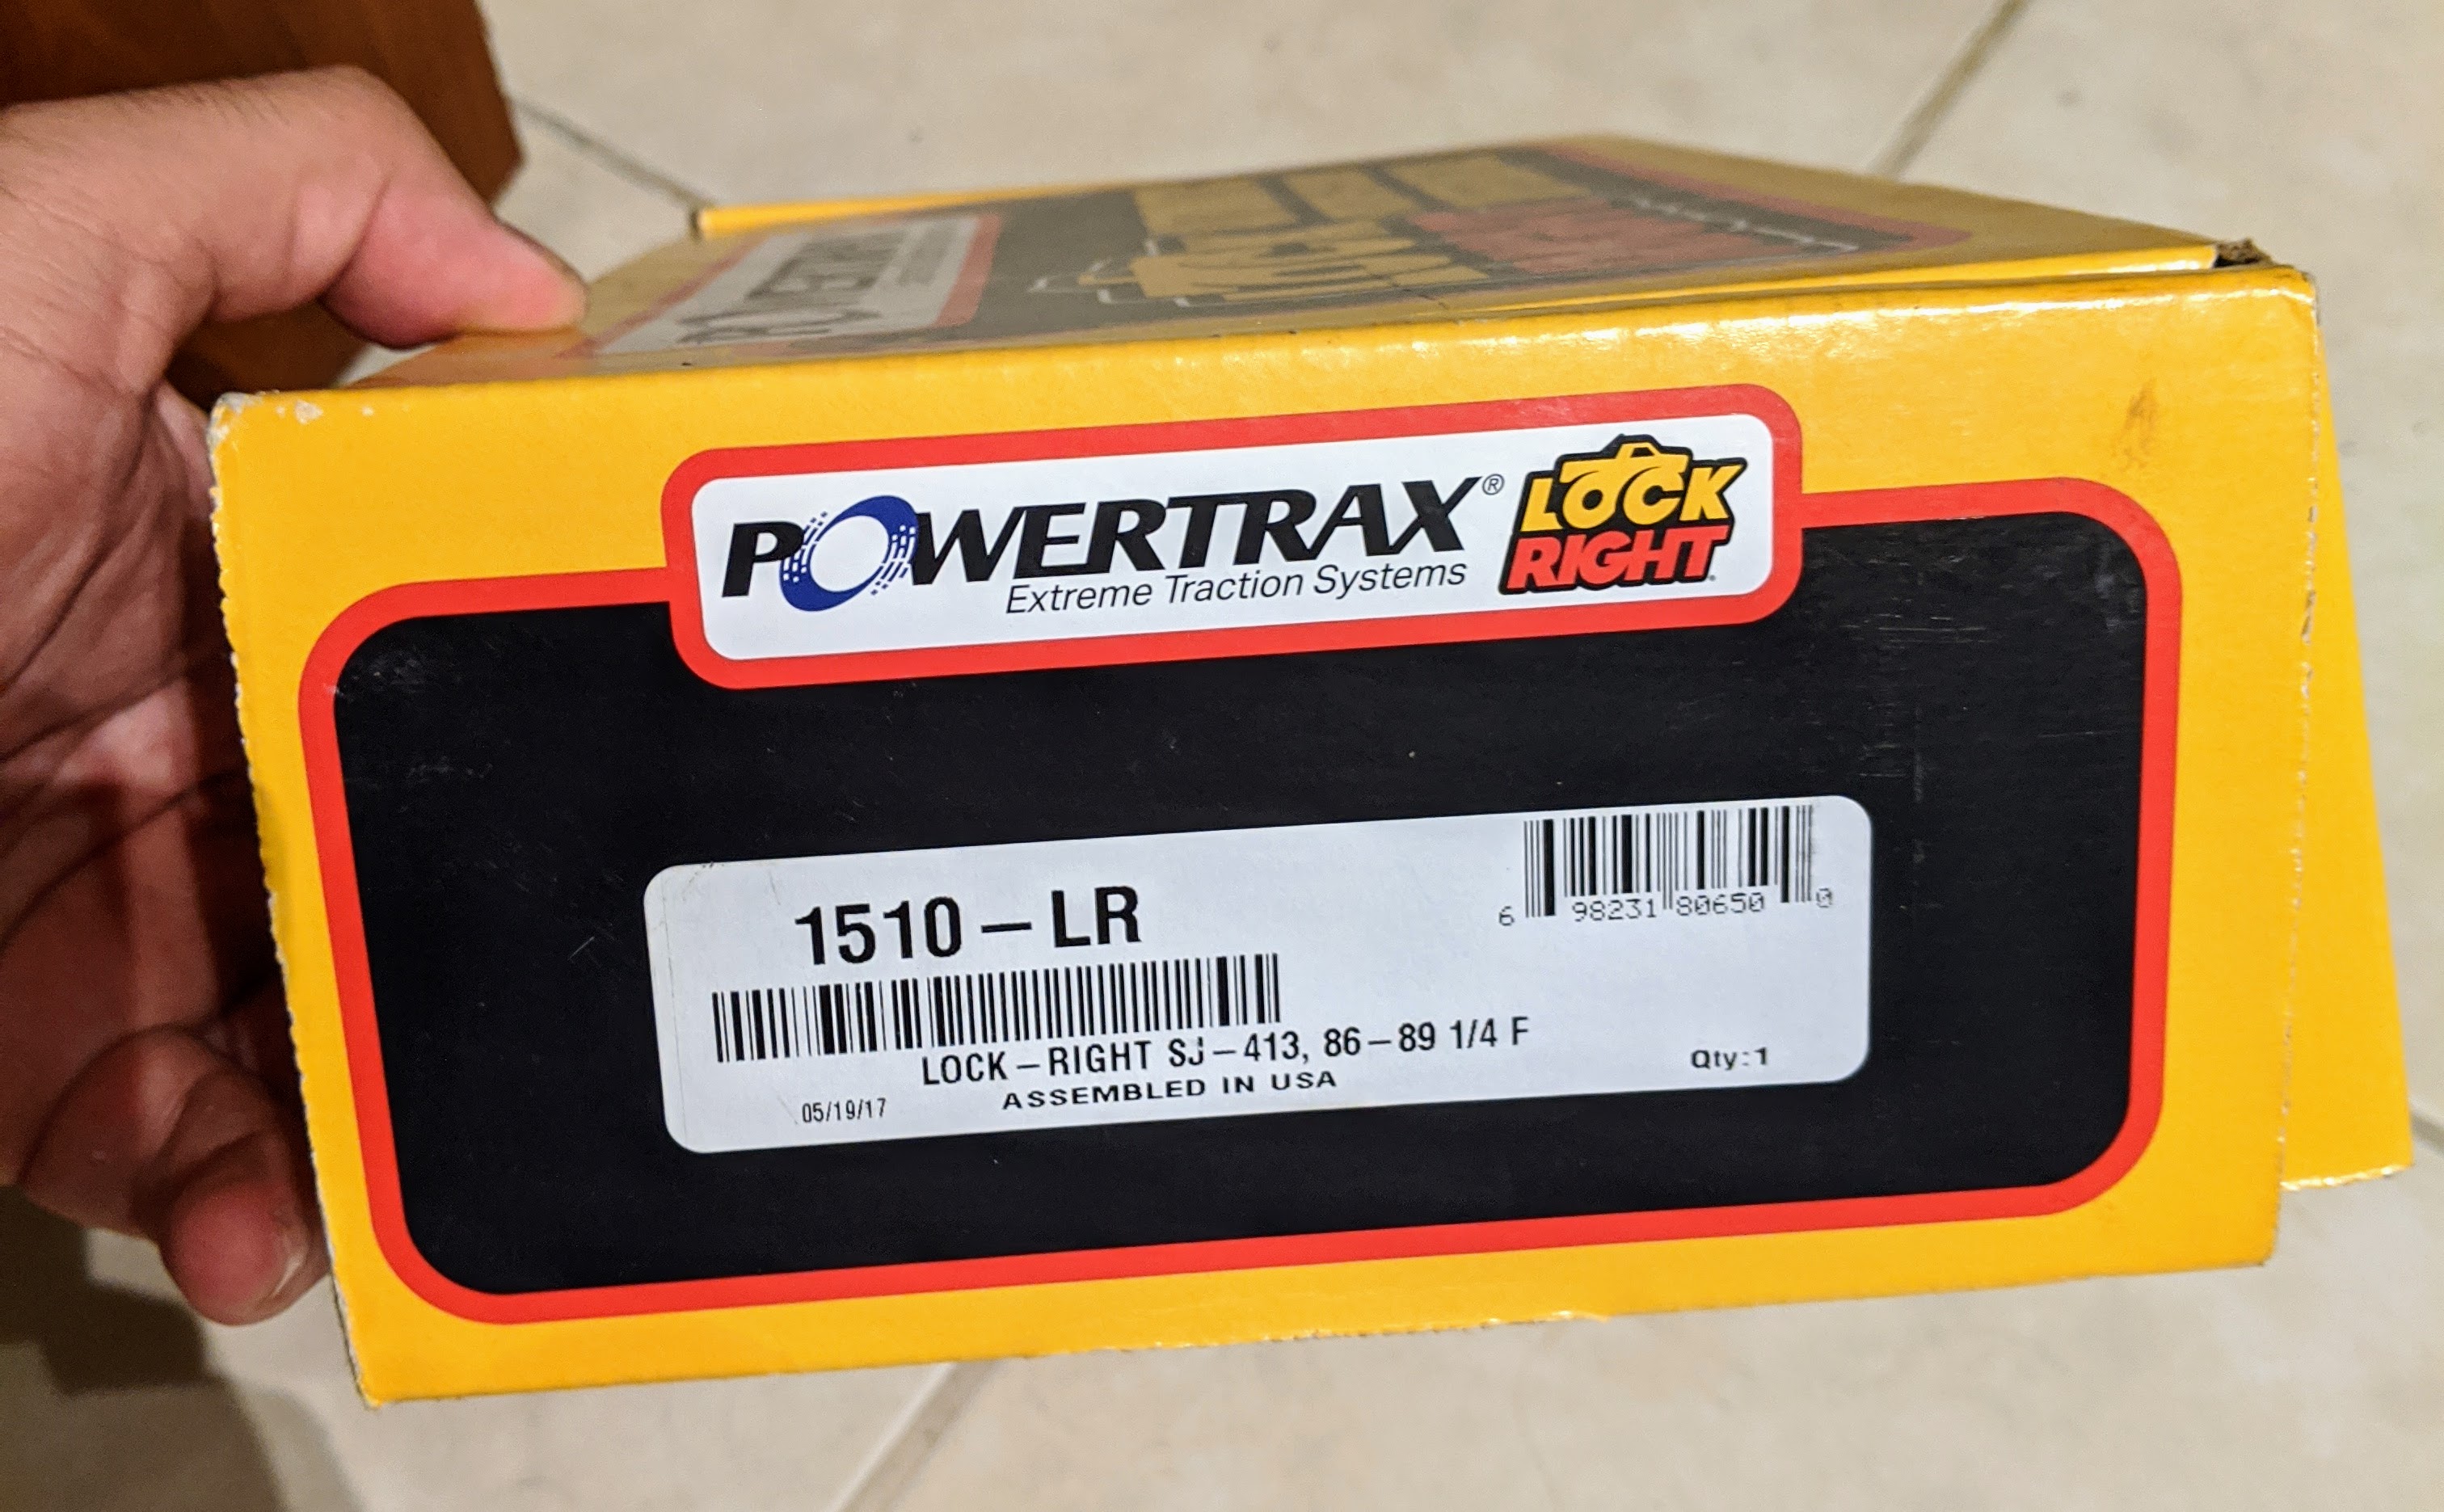 POWERTRAX®
Extreme Traction Systems
LOCK
RIGHT
1510-LR
6 98231 80650 0
LOCK-RIGHT SJ-413, 86-89 1/4 F
Qty:1
ASSEMBLED IN USA
05/19/17